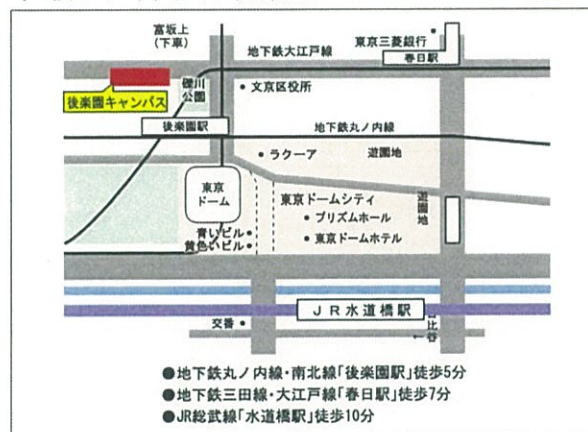 富坂上
(下車)
地下鉄大江戸線
東京三菱銀行
春日駅
礫川
公園
後楽園キャンパス
文京区役所
後楽園駅
地下鉄丸ノ内線
ラクーア
遊園地
東京
ドーム
東京ドームシティ
プリズムホール
東京ドームホテル
遊園地
青いビル
黄色いビル
JR水道橋駅
交番
比谷
●地下鉄丸ノ内線・南北線「後楽園駅」徒歩5分
●地下鉄三田線・大江戸線「春日駅」徒歩7分
●JR総武線「水道橋駅」徒歩10分